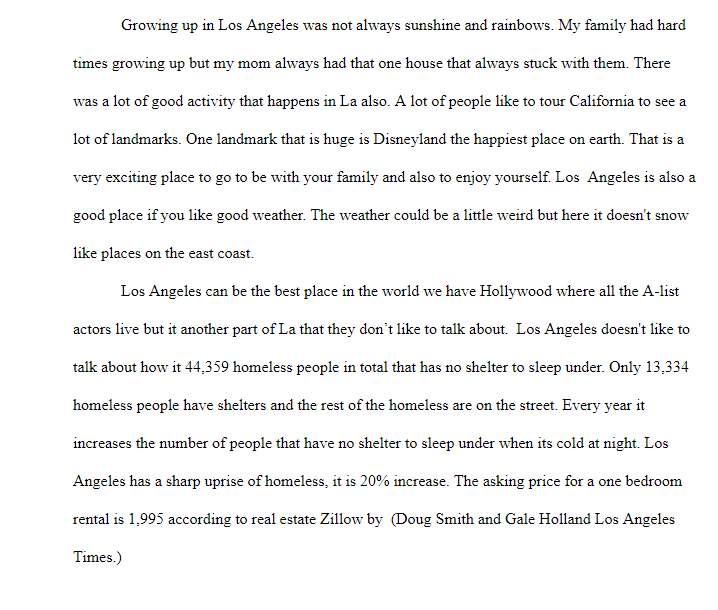 Growing up in Los Angeles was not always sunshine and rainbows. My family had hard
times growing up but my mom always had that one house that always stuck with them. There
was a lot of good activity that happens in La also. A lot of people like to tour California to see a
lot of landmarks. One landmark that is huge is Disneyland the happiest place on earth. That is a
very exciting place to go to be with your family and also to enjoy yourself. Los  Angeles is also a
good place if you like good weather. The weather could be a little weird but here it doesn't snow
like places on the east coast.
Los Angeles can be the best place in the world we have Hollywood where all the A-list
actors live but it another part of La that they don’t like to talk about.  Los Angeles doesn't like to
talk about how it 44,359 homeless people in total that has no shelter to sleep under. Only 13,334
homeless people have shelters and the rest of the homeless are on the street. Every year it
increases the number of people that have no shelter to sleep under when its cold at night. Los
Angeles has a sharp uprise of homeless, it is 20% increase. The asking price for a one bedroom
rental is 1,995 according to real estate Zillow by  (Doug Smith and Gale Holland Los Angeles
Times.)